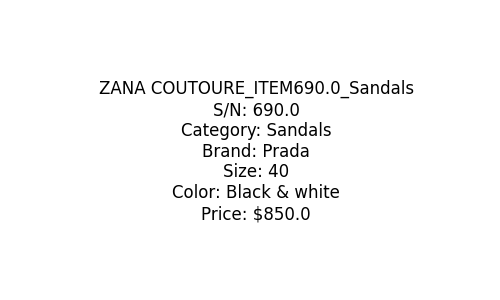 ZANA COUTOURE_ITEM690.0_Sandals
S/N: 690.0
Category: Sandals
Brand: Prada
Size: 40
Color: Black & white
Price: $850.0